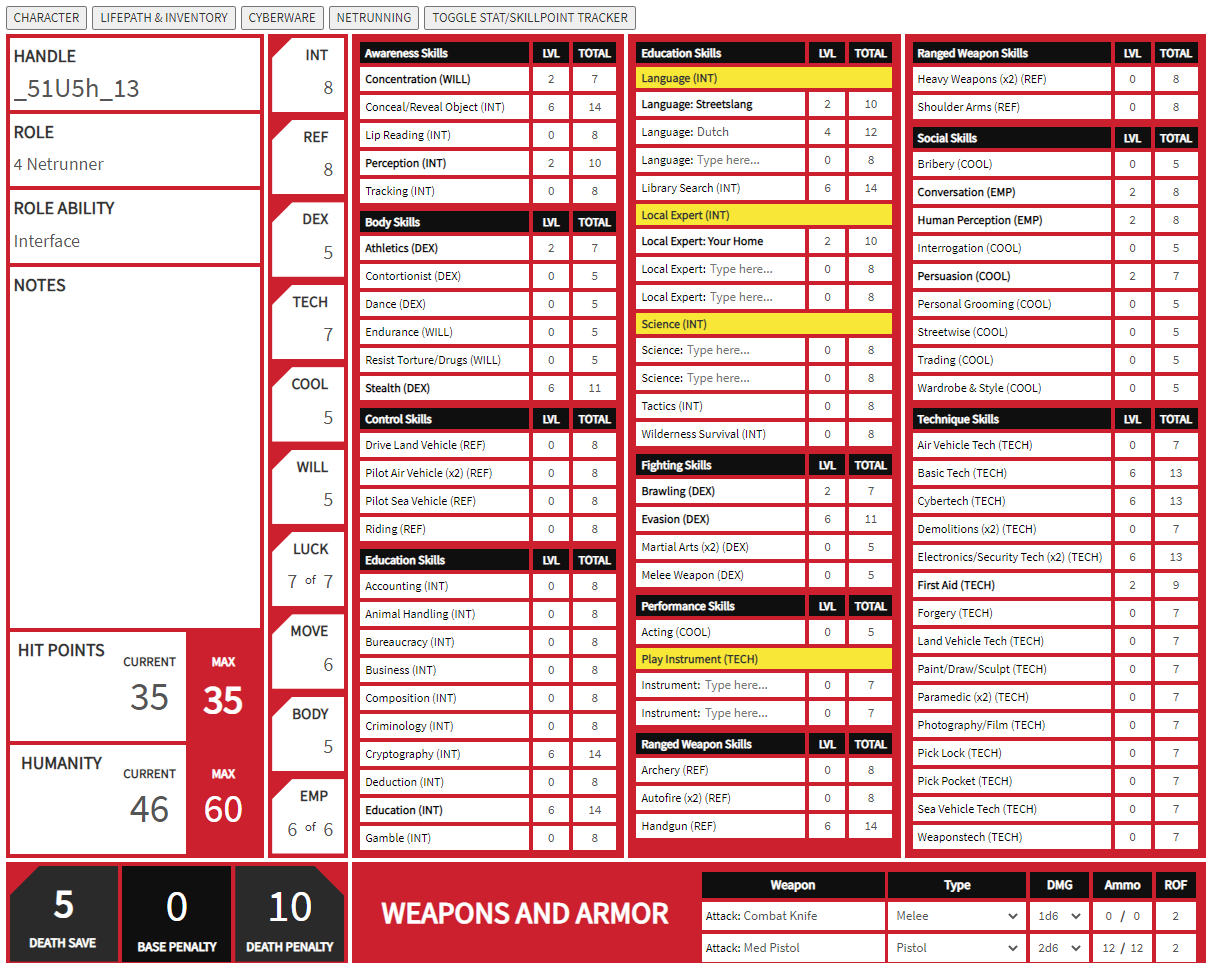 CHARACTER LIFEPATH & INVENTORY CYBERWARE NETRUNNING TOGGLE STAT/SKILLPOINT TRACKER
HANDLE
_51U5h_13
ROLE
4 Netrunner
ROLE ABILITY
Interface
NOTES
HIT POINTS
CURRENT
35
MAX
35
HUMANITY
CURRENT
46
MAX
60
INT
8
REF
8
DEX
5
TECH
7
COOL
5
WILL
5
LUCK
7 of 7
MOVE
6
BODY
5
EMP
6 of 6
Awareness Skills LVL TOTAL
Concentration (WILL) 2 7
Conceal/Reveal Object (INT) 6 14
Lip Reading (INT) 0 8
Perception (INT) 2 10
Tracking (INT) 0 8
Body Skills LVL TOTAL
Athletics (DEX) 2 7
Contortionist (DEX) 0 5
Dance (DEX) 0 5
Endurance (WILL) 0 5
Resist Torture/Drugs (WILL) 0 5
Stealth (DEX) 6 11
Control Skills LVL TOTAL
Drive Land Vehicle (REF) 0 8
Pilot Air Vehicle (x2) (REF) 0 8
Pilot Sea Vehicle (REF) 0 8
Riding (REF) 0 8
Education Skills LVL TOTAL
Accounting (INT) 0 8
Animal Handling (INT) 0 8
Bureaucracy (INT) 0 8
Business (INT) 0 8
Composition (INT) 0 8
Criminology (INT) 0 8
Cryptography (INT) 6 14
Deduction (INT) 0 8
Education (INT) 6 14
Gamble (INT) 0 8
Education Skills LVL TOTAL
Language (INT)
Language: Streetslang 2 10
Language: Dutch 4 12
Language: Type here... 0 8
Library Search (INT) 6 14
Local Expert (INT)
Local Expert: Your Home 2 10
Local Expert: Type here... 0 8
Local Expert: Type here... 0 8
Science (INT)
Science: Type here... 0 8
Science: Type here... 0 8
Tactics (INT) 0 8
Wilderness Survival (INT) 0 8
Fighting Skills LVL TOTAL
Brawling (DEX) 2 7
Evasion (DEX) 6 11
Martial Arts (x2) (DEX) 0 5
Melee Weapon (DEX) 0 5
Performance Skills LVL TOTAL
Acting (COOL) 0 5
Play Instrument (TECH)
Instrument: Type here... 0 7
Instrument: Type here... 0 7
Ranged Weapon Skills LVL TOTAL
Archery (REF) 0 8
Autofire (x2) (REF) 0 8
Handgun (REF) 6 14
Ranged Weapon Skills LVL TOTAL
Heavy Weapons (x2) (REF) 0 8
Shoulder Arms (REF) 0 8
Social Skills LVL TOTAL
Bribery (COOL) 0 5
Conversation (EMP) 2 8
Human Perception (EMP) 2 8
Interrogation (COOL) 0 5
Persuasion (COOL) 2 7
Personal Grooming (COOL) 0 5
Streetwise (COOL) 0 5
Trading (COOL) 0 5
Wardrobe & Style (COOL) 0 5
Technique Skills LVL TOTAL
Air Vehicle Tech (TECH) 0 7
Basic Tech (TECH) 6 13
Cybertech (TECH) 6 13
Demolitions (x2) (TECH) 0 7
Electronics/Security Tech (x2) (TECH) 6 13
First Aid (TECH) 2 9
Forgery (TECH) 0 7
Land Vehicle Tech (TECH) 0 7
Paint/Draw/Sculpt (TECH) 0 7
Paramedic (x2) (TECH) 0 7
Photography/Film (TECH) 0 7
Pick Lock (TECH) 0 7
Pick Pocket (TECH) 0 7
Sea Vehicle Tech (TECH) 0 7
Weaponstech (TECH) 0 7
5
DEATH SAVE
0
BASE PENALTY
10
DEATH PENALTY
WEAPONS AND ARMOR
Weapon Type DMG Ammo ROF
Attack: Combat Knife Melee 1d6 0 / 0 2
Attack: Med Pistol Pistol 2d6 12 / 12 2